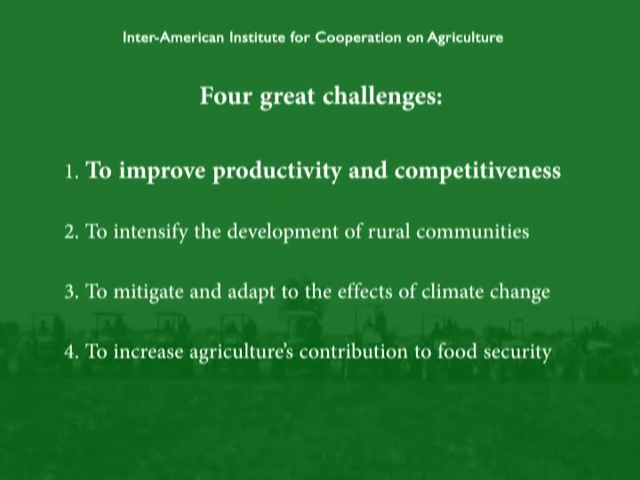 Inter-American Institute for Cooperation on Agriculture
Four great challenges:
1. To improve productivity and competitiveness
2. To intensify the development of rural communities
3. To mitigate and adapt to the effects of climate change
4. To increase agriculture's contribution to food security